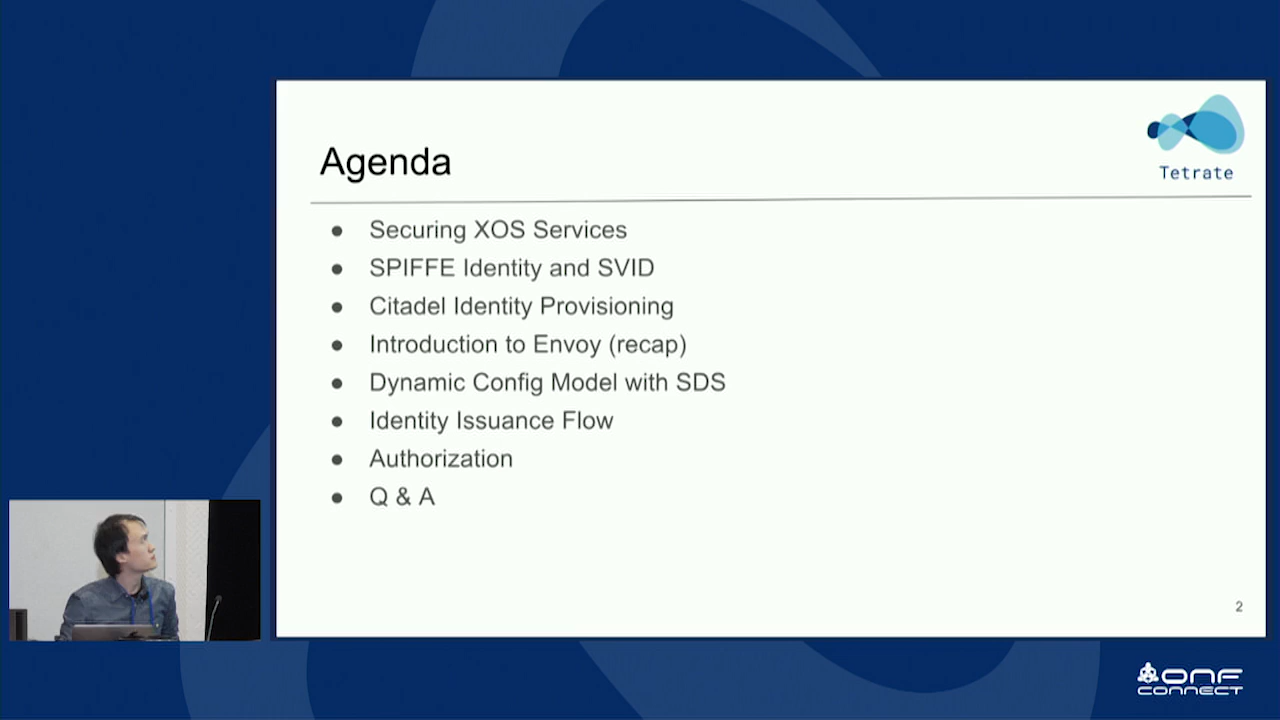 Tetrate
Agenda
● Securing XOS Services
● SPIFFE Identity and SVID
● Citadel Identity Provisioning
● Introduction to Envoy (recap)
● Dynamic Config Model with SDS
● Identity Issuance Flow
● Authorization
● Q & A
2
ONF
CONNECT